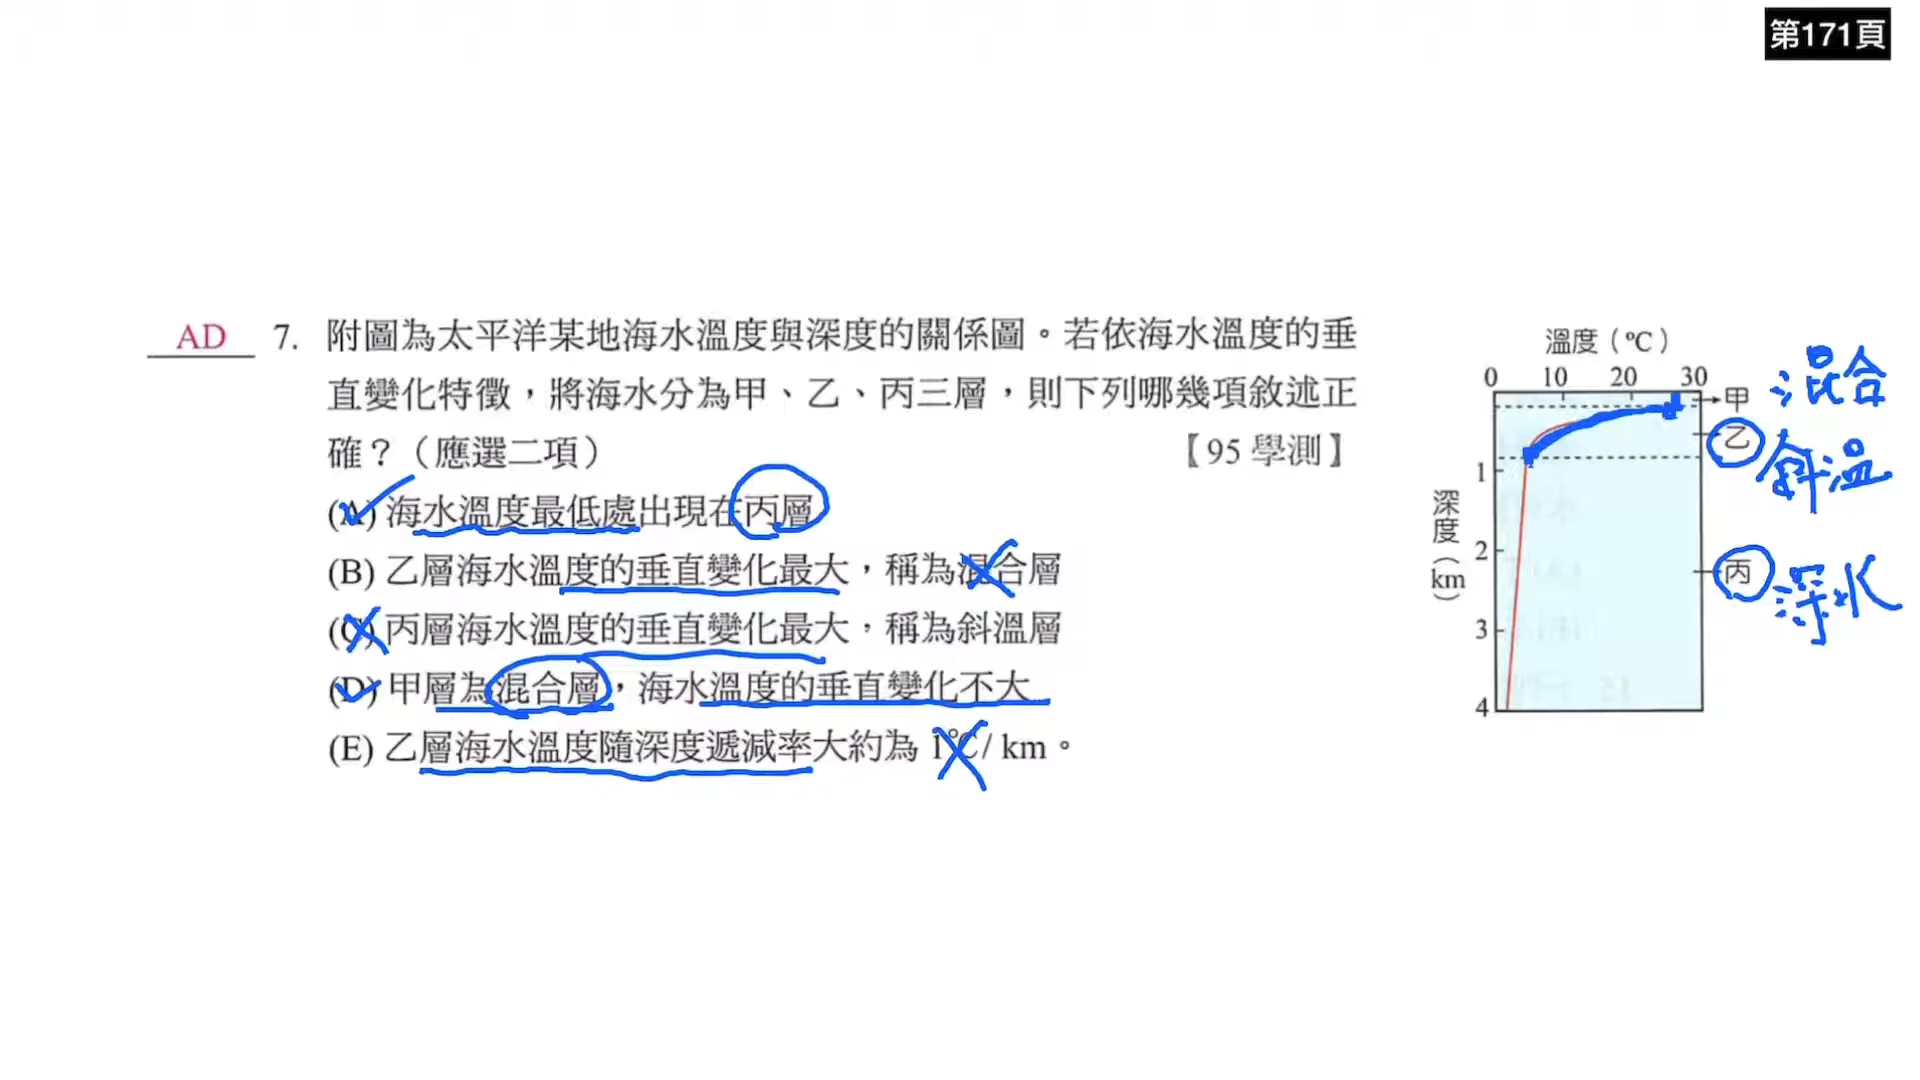 第171頁
AD 7. 附圖為太平洋某地海水溫度與深度的關係圖。若依海水溫度的垂
直變化特徵，將海水分為甲、乙、丙三層，則下列哪幾項敘述正
確？（應選二項）【95 學測】
(A) 海水溫度最低處出現在丙層
(B) 乙層海水溫度的垂直變化最大，稱為混合層
(C) 丙層海水溫度的垂直變化最大，稱為斜溫層
(D) 甲層為混合層，海水溫度的垂直變化不大
(E) 乙層海水溫度隨深度遞減率大約為 1℃/ km。
溫度（℃）
0 10 20 30
甲 混合
乙 斜溫
丙 深水
深度（km）
1
2
3
4